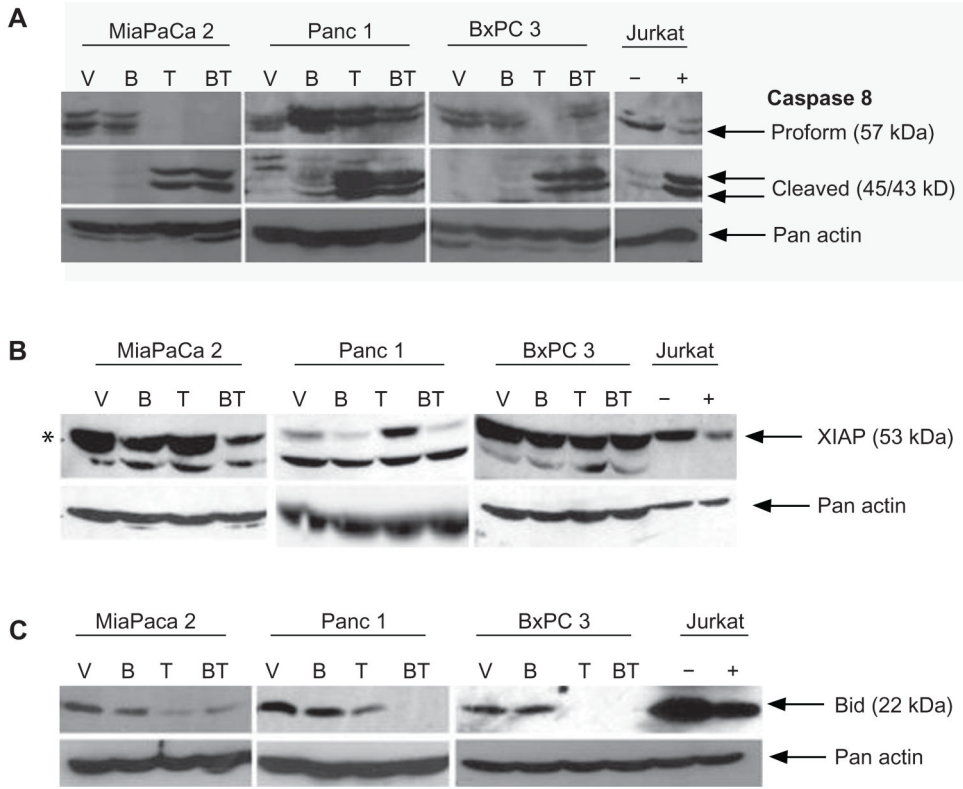 A
MiaPaCa 2 Panc 1 BxPC 3 Jurkat
V B T BT V B T BT V B T BT − +
Caspase 8
Proform (57 kDa)
Cleaved (45/43 kD)
Pan actin
B
MiaPaCa 2 Panc 1 BxPC 3 Jurkat
V B T BT V B T BT V B T BT − +
* XIAP (53 kDa)
Pan actin
C
MiaPaca 2 Panc 1 BxPC 3 Jurkat
V B T BT V B T BT V B T BT − +
Bid (22 kDa)
Pan actin